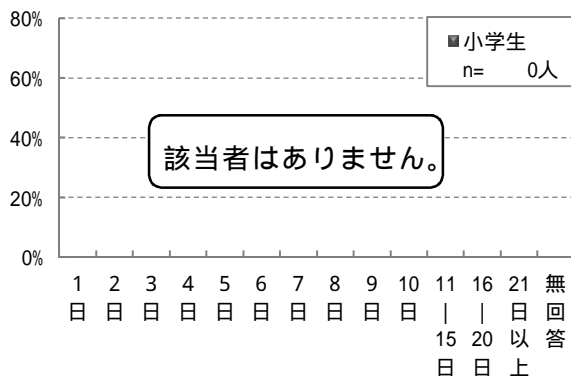 80%
60%
40%
20%
0%
小学生
n= 0人
該当者はありません。
1日
2日
3日
4日
5日
6日
7日
8日
9日
10日
11|15日
16|20日
21日以上
無回答